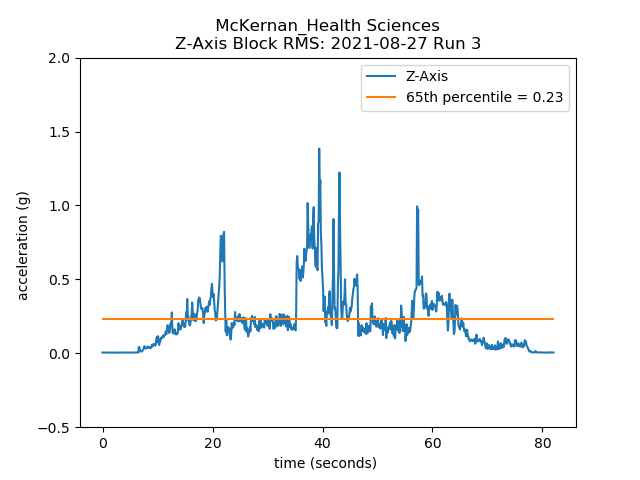 McKernan_Health Sciences
Z-Axis Block RMS: 2021-08-27 Run 3
Z-Axis
65th percentile = 0.23
2.0
1.5
1.0
0.5
0.0
−0.5
acceleration (g)
0 20 40 60 80
time (seconds)